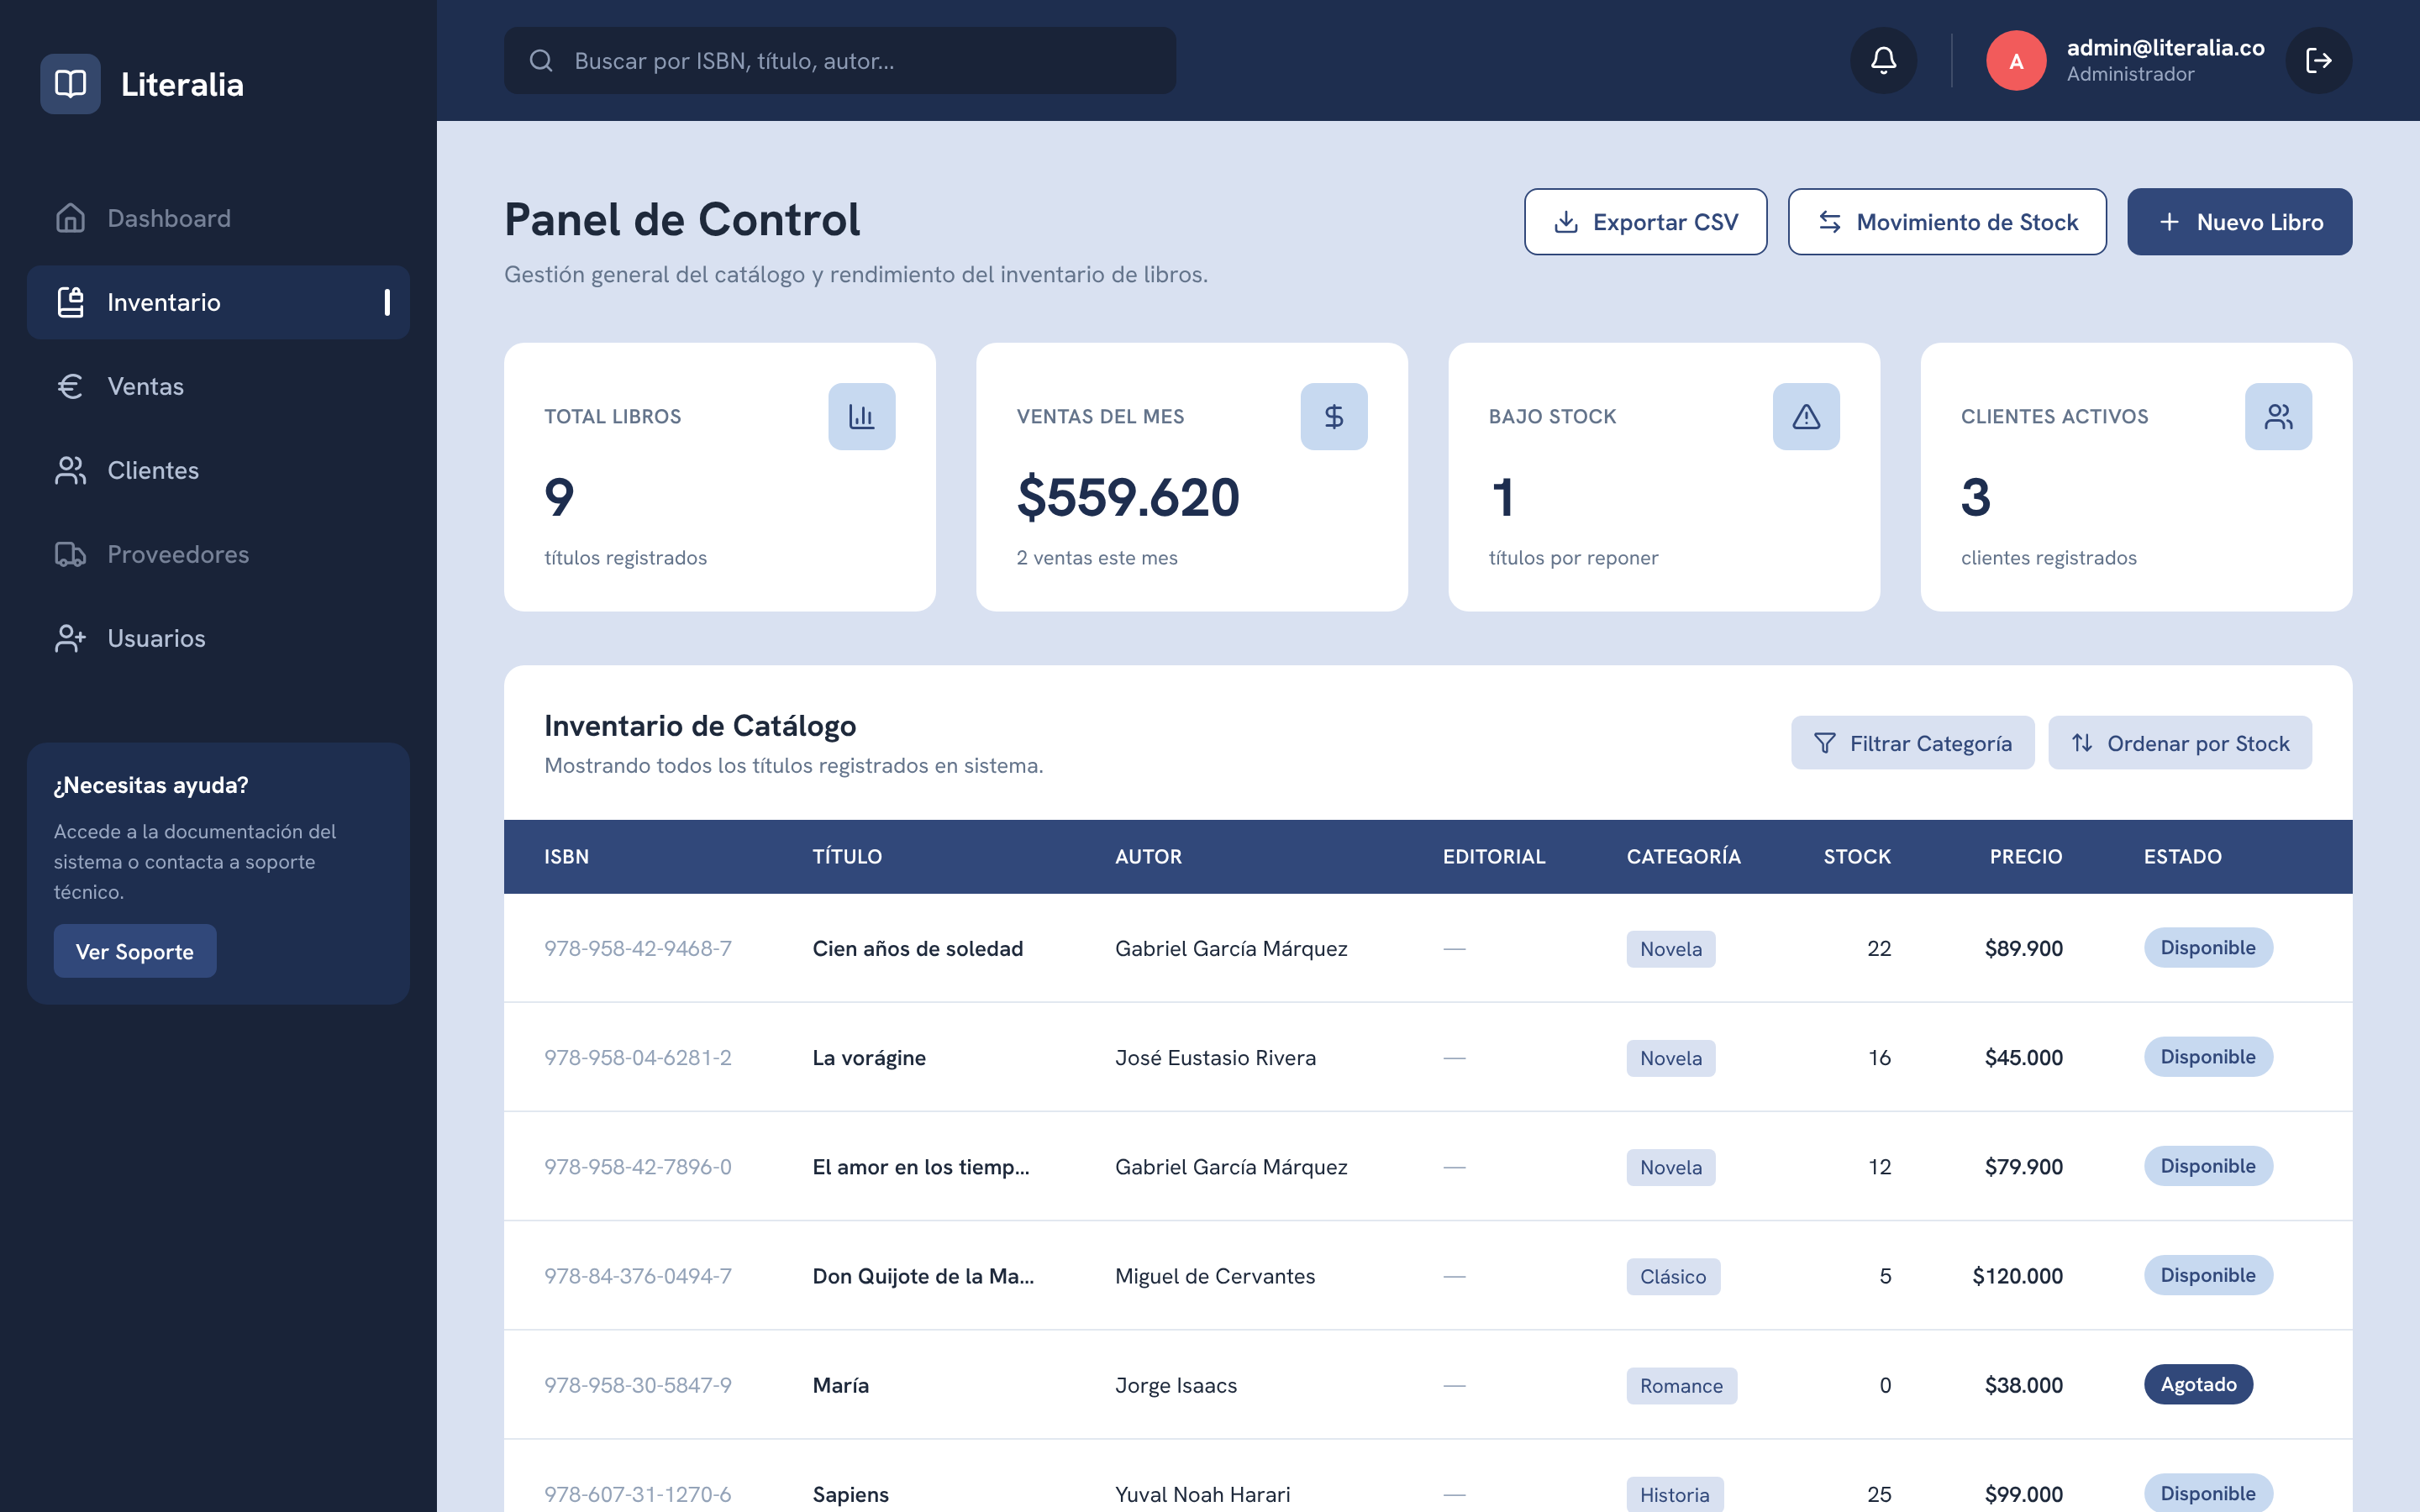 Literalia
Dashboard
Inventario
Ventas
Clientes
Proveedores
Usuarios
¿Necesitas ayuda?
Accede a la documentación del
sistema o contacta a soporte
técnico.
Ver Soporte
Buscar por ISBN, título, autor...
A
admin@literalia.co
Administrador
Panel de Control
Gestión general del catálogo y rendimiento del inventario de libros.
Exportar CSV
Movimiento de Stock
Nuevo Libro
TOTAL LIBROS
9
títulos registrados
VENTAS DEL MES
$559.620
2 ventas este mes
BAJO STOCK
1
títulos por reponer
CLIENTES ACTIVOS
3
clientes registrados
Inventario de Catálogo
Mostrando todos los títulos registrados en sistema.
Filtrar Categoría
Ordenar por Stock
ISBN TÍTULO AUTOR EDITORIAL CATEGORÍA STOCK PRECIO ESTADO
978-958-42-9468-7 Cien años de soledad Gabriel García Márquez — Novela 22 $89.900 Disponible
978-958-04-6281-2 La vorágine José Eustasio Rivera — Novela 16 $45.000 Disponible
978-958-42-7896-0 El amor en los tiemp... Gabriel García Márquez — Novela 12 $79.900 Disponible
978-84-376-0494-7 Don Quijote de la Ma... Miguel de Cervantes — Clásico 5 $120.000 Disponible
978-958-30-5847-9 María Jorge Isaacs — Romance 0 $38.000 Agotado
978-607-31-1270-6 Sapiens Yuval Noah Harari — Historia 25 $99.000 Disponible